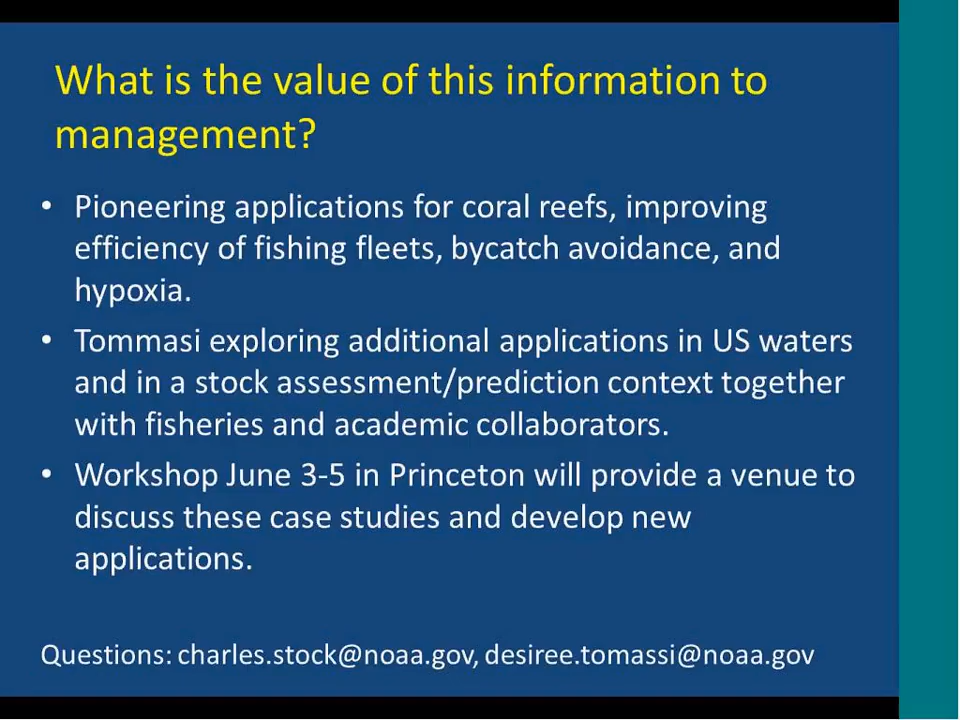 What is the value of this information to
management?
• Pioneering applications for coral reefs, improving
efficiency of fishing fleets, bycatch avoidance, and
hypoxia.
• Tommasi exploring additional applications in US waters
and in a stock assessment/prediction context together
with fisheries and academic collaborators.
• Workshop June 3-5 in Princeton will provide a venue to
discuss these case studies and develop new
applications.
Questions: charles.stock@noaa.gov, desiree.tomassi@noaa.gov